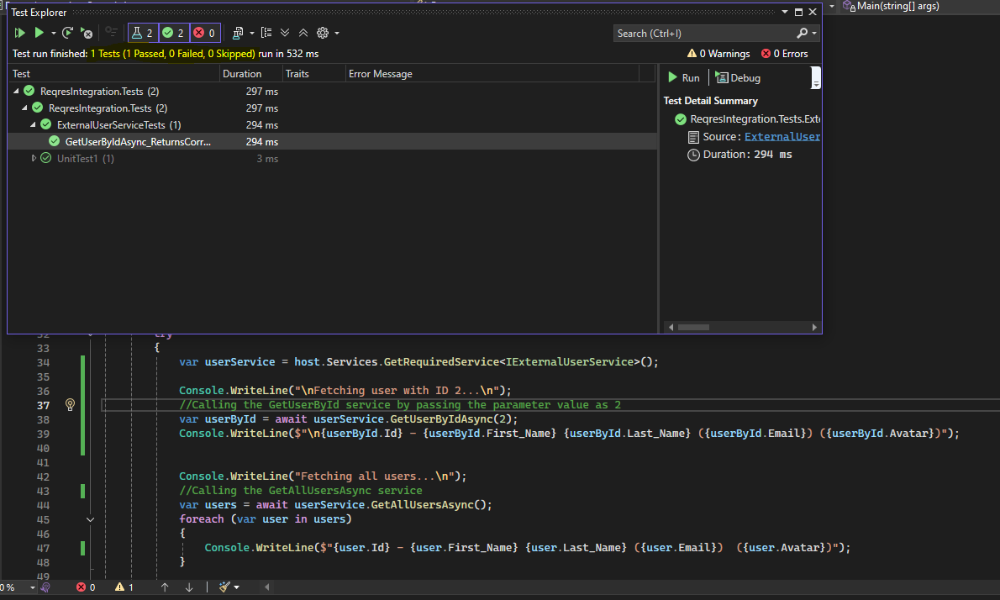 Main(string[] args)
Test Explorer
2 2 0
Search (Ctrl+I)
Test run finished: 1 Tests (1 Passed, 0 Failed, 0 Skipped) run in 532 ms
0 Warnings 0 Errors
Test Duration Traits Error Message
Run Debug
ReqresIntegration.Tests (2) 297 ms
Test Detail Summary
ReqresIntegration.Tests (2) 297 ms
ReqresIntegration.Tests.Exte
ExternalUserServiceTests (1) 294 ms
Source: ExternalUser
GetUserByIdAsync_ReturnsCorr... 294 ms
Duration: 294 ms
UnitTest1 (1) 3 ms
32 try
33 {
34 var userService = host.Services.GetRequiredService<IExternalUserService>();
35
36 Console.WriteLine("\nFetching user with ID 2...\n");
37 //Calling the GetUserById service by passing the parameter value as 2
38 var userById = await userService.GetUserByIdAsync(2);
39 Console.WriteLine($"\n{userById.Id} - {userById.First_Name} {userById.Last_Name} ({userById.Email}) ({userById.Avatar})");
40
41
42 Console.WriteLine("Fetching all users...\n");
43 //Calling the GetAllUsersAsync service
44 var users = await userService.GetAllUsersAsync();
45 foreach (var user in users)
46 {
47 Console.WriteLine($"{user.Id} - {user.First_Name} {user.Last_Name} ({user.Email})  ({user.Avatar})");
48 }
49
0 % 0 1